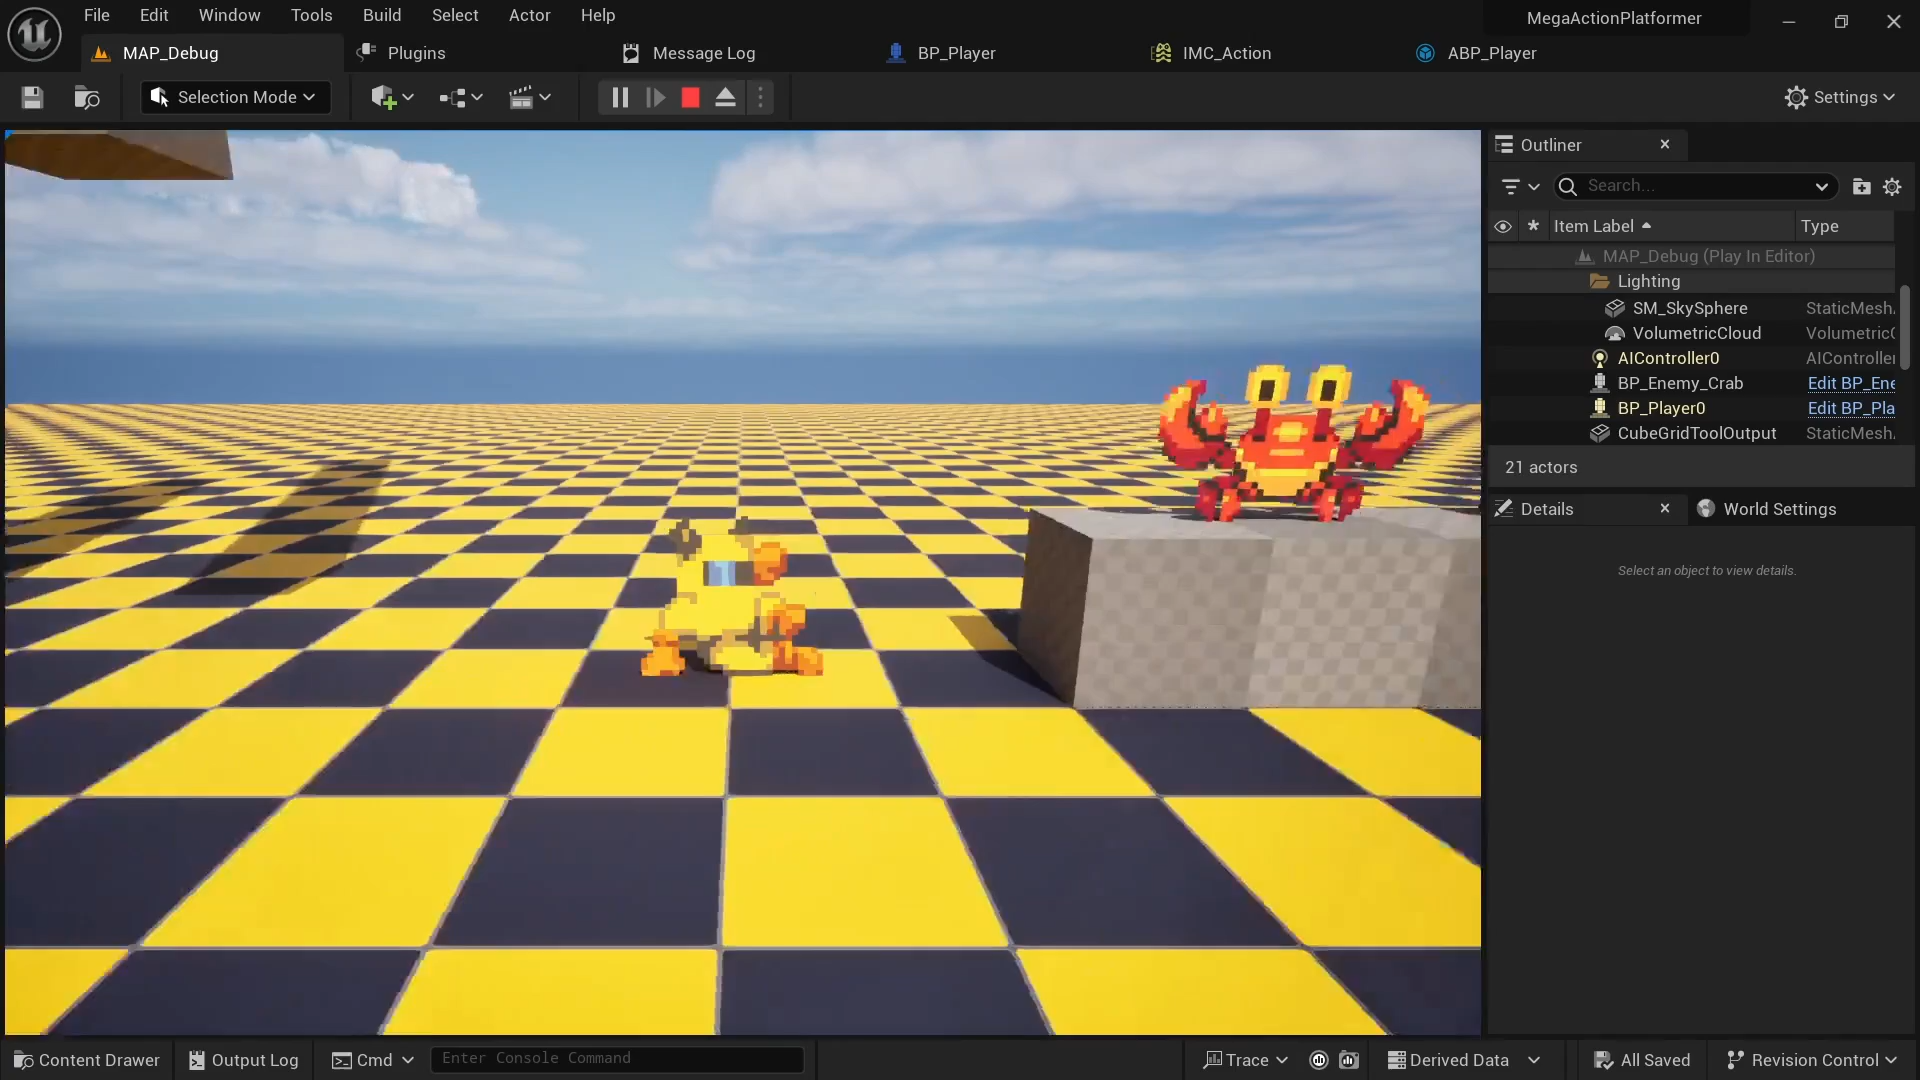 File Edit Window Tools Build Select Actor Help
MegaActionPlatformer
MAP_Debug Plugins Message Log BP_Player IMC_Action ABP_Player
Selection Mode
Settings
Outliner
Search...
Item Label Type
MAP_Debug (Play In Editor)
Lighting
SM_SkySphere StaticMesh
VolumetricCloud Volumetric
AIController0 AIController
BP_Enemy_Crab Edit BP_Ene
BP_Player0 Edit BP_Pla
CubeGridToolOutput StaticMesh
21 actors
Details World Settings
Select an object to view details.
Content Drawer Output Log Cmd Enter Console Command Trace Derived Data All Saved Revision Control